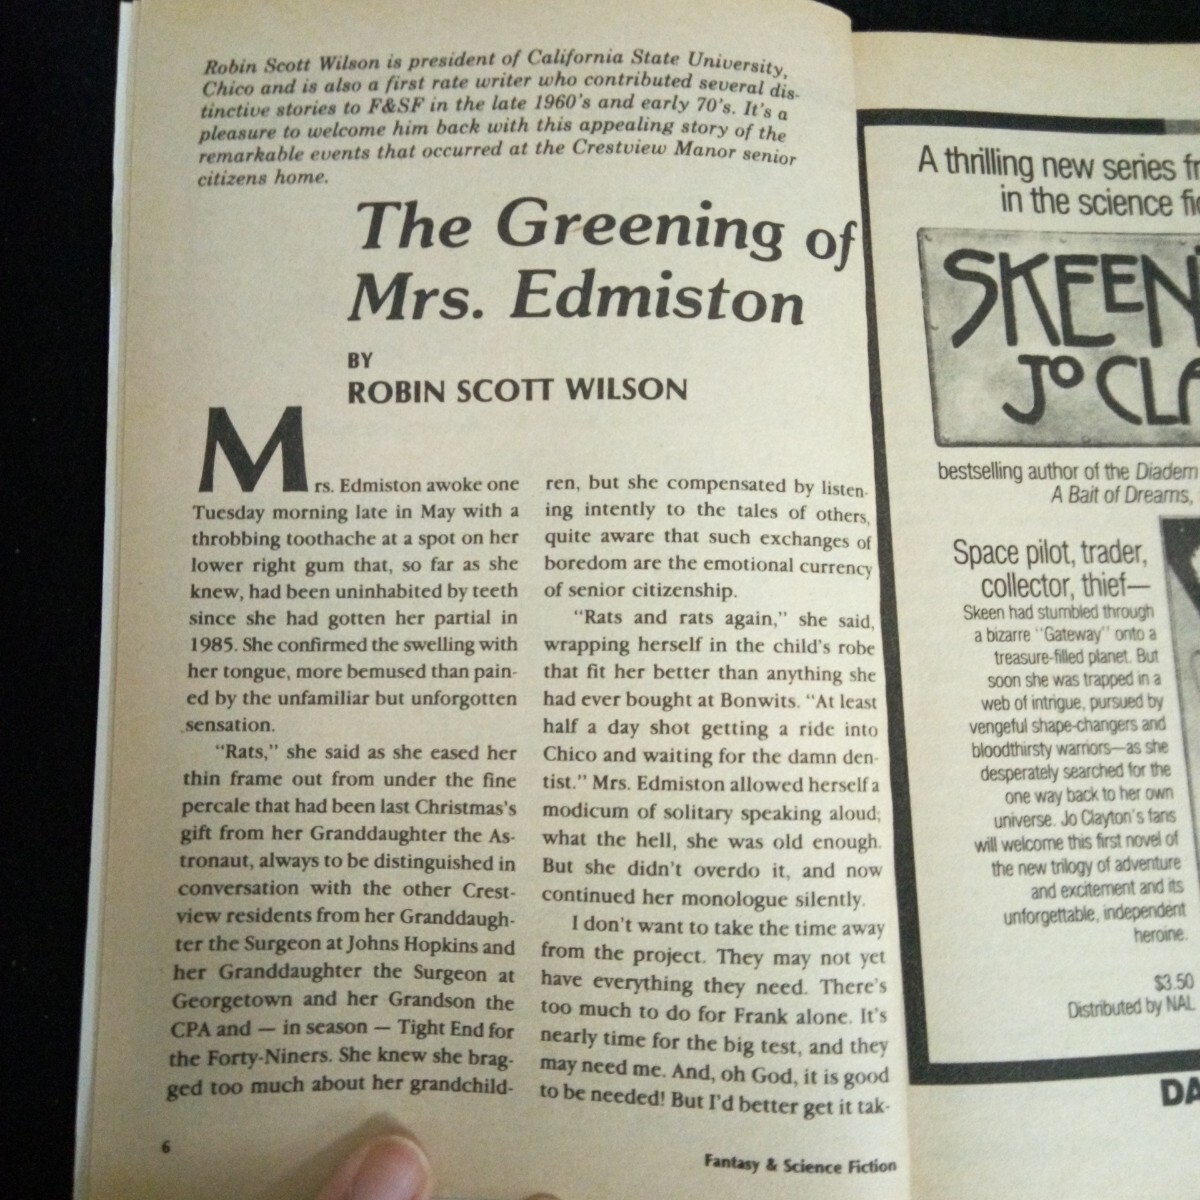 Robin Scott Wilson is president of California State University,
Chico and is also a first rate writer who contributed several dis-
tinctive stories to F&SF in the late 1960's and early 70's. It's a
pleasure to welcome him back with this appealing story of the
remarkable events that occurred at the Crestview Manor senior
citizens home.
The Greening of
Mrs. Edmiston
BY
ROBIN SCOTT WILSON
Mrs. Edmiston awoke one
Tuesday morning late in May with a
throbbing toothache at a spot on her
lower right gum that, so far as she
knew, had been uninhabited by teeth
since she had gotten her partial in
1985. She confirmed the swelling with
her tongue, more bemused than pain-
ed by the unfamiliar but unforgotten
sensation.
"Rats," she said as she eased her
thin frame out from under the fine
percale that had been last Christmas's
gift from her Granddaughter the As-
tronaut, always to be distinguished in
conversation with the other Crest-
view residents from her Granddaugh-
ter the Surgeon at Johns Hopkins and
her Granddaughter the Surgeon at
Georgetown and her Grandson the
CPA and — in season — Tight End for
the Forty-Niners. She knew she brag-
ged too much about her grandchild-
ren, but she compensated by listen-
ing intently to the tales of others,
quite aware that such exchanges of
boredom are the emotional currency
of senior citizenship.
"Rats and rats again," she said,
wrapping herself in the child's robe
that fit her better than anything she
had ever bought at Bonwits. "At least
half a day shot getting a ride into
Chico and waiting for the damn den-
tist." Mrs. Edmiston allowed herself a
modicum of solitary speaking aloud;
what the hell, she was old enough.
But she didn't overdo it, and now
continued her monologue silently.
I don't want to take the time away
from the project. They may not yet
have everything they need. There's
too much to do for Frank alone. It's
nearly time for the big test, and they
may need me. And, oh God, it is good
to be needed! But I'd better get it tak-
6
Fantasy & Science Fiction
A thrilling new series fr
in the science fic
SKEEN'
JO CLA
bestselling author of the Diadem
A Bait of Dreams,
Space pilot, trader,
collector, thief—
Skeen had stumbled through
a bizarre "Gateway" onto a
treasure-filled planet. But
soon she was trapped in a
web of intrigue, pursued by
vengeful shape-changers and
bloodthirsty warriors—as she
desperately searched for the
one way back to her own
universe. Jo Clayton's fans
will welcome this first novel of
the new trilogy of adventure
and excitement and its
unforgettable, independent
heroine.
$3.50
Distributed by NAL
DA